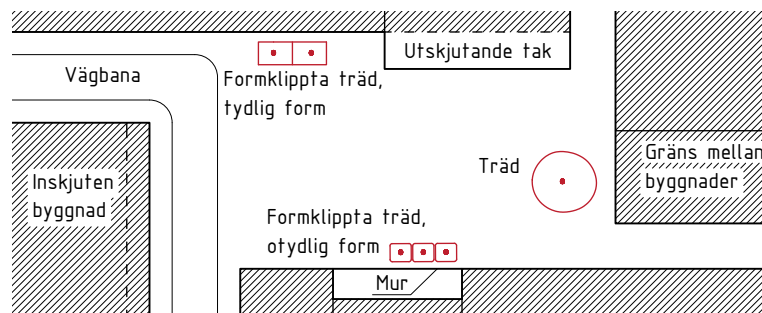 Utskjutande tak
Vägbana
Formklippta träd,
tydlig form
Gräns mellan
byggnader
Träd
Inskjuten
byggnad
Formklippta träd,
otydlig form
Mur